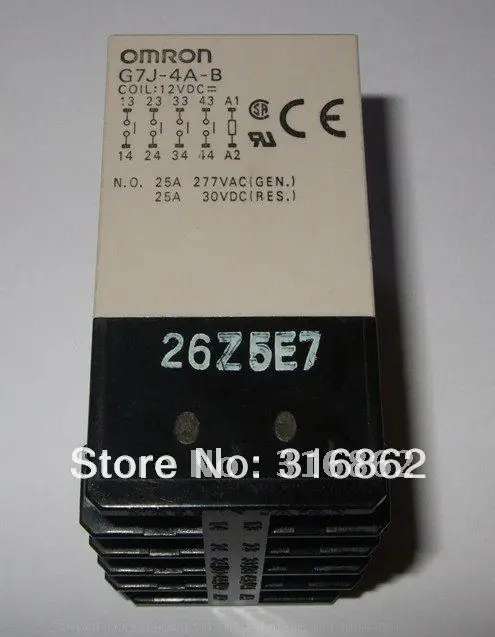 OMRON
G7J-4A-B
COIL:12VDC⎓
13 23 33 43 A1
14 24 34 44 A2
N.O. 25A 277VAC(GEN.)
25A 30VDC(RES.)
26Z5E7
Store No: 316862